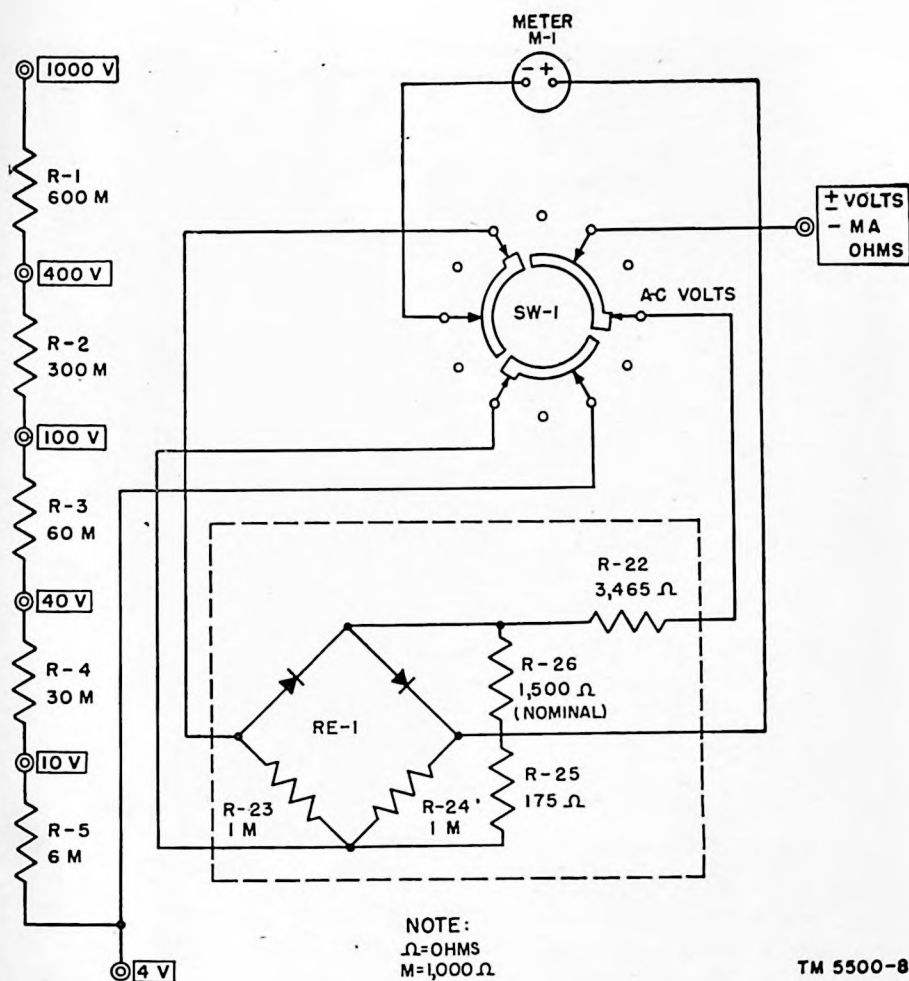 METER
M-1
- +
1000 V
R-1
600 M
± VOLTS
- MA
OHMS
400 V
A-C VOLTS
SW-1
R-2
300 M
100 V
R-3
60 M
R-22
3,465 Ω
40 V
R-26
1,500 Ω
(NOMINAL)
R-4
30 M
RE-1
10 V
R-25
175 Ω
R-23
1 M
R-24
1 M
R-5
6 M
NOTE:
Ω=OHMS
M=1,000 Ω
4 V
TM 5500-8